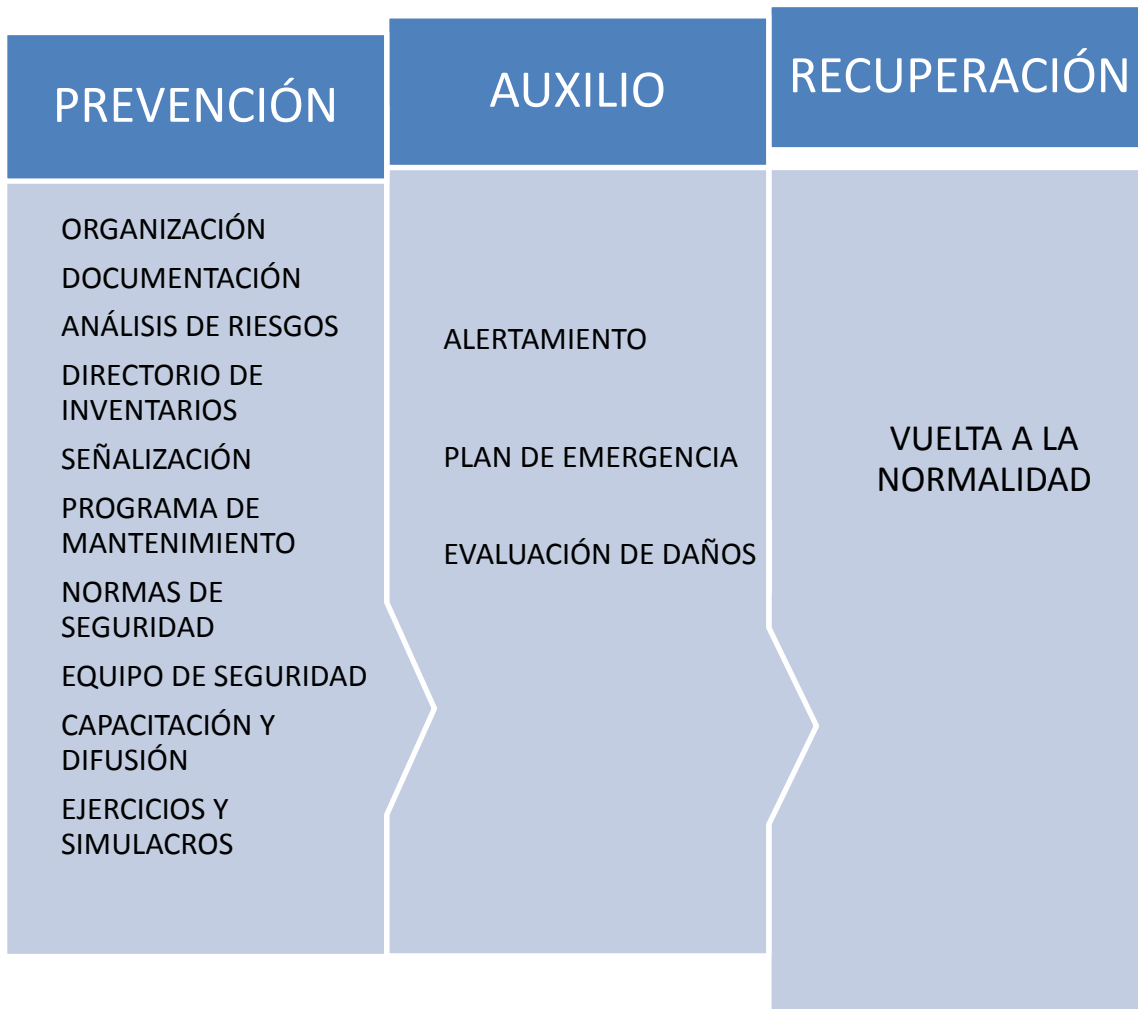 PREVENCIÓN
ORGANIZACIÓN
DOCUMENTACIÓN
ANÁLISIS DE RIESGOS
DIRECTORIO DE
INVENTARIOS
SEÑALIZACIÓN
PROGRAMA DE
MANTENIMIENTO
NORMAS DE
SEGURIDAD
EQUIPO DE SEGURIDAD
CAPACITACIÓN Y
DIFUSIÓN
EJERCICIOS Y
SIMULACROS
AUXILIO
ALERTAMIENTO
PLAN DE EMERGENCIA
EVALUACIÓN DE DAÑOS
RECUPERACIÓN
VUELTA A LA
NORMALIDAD